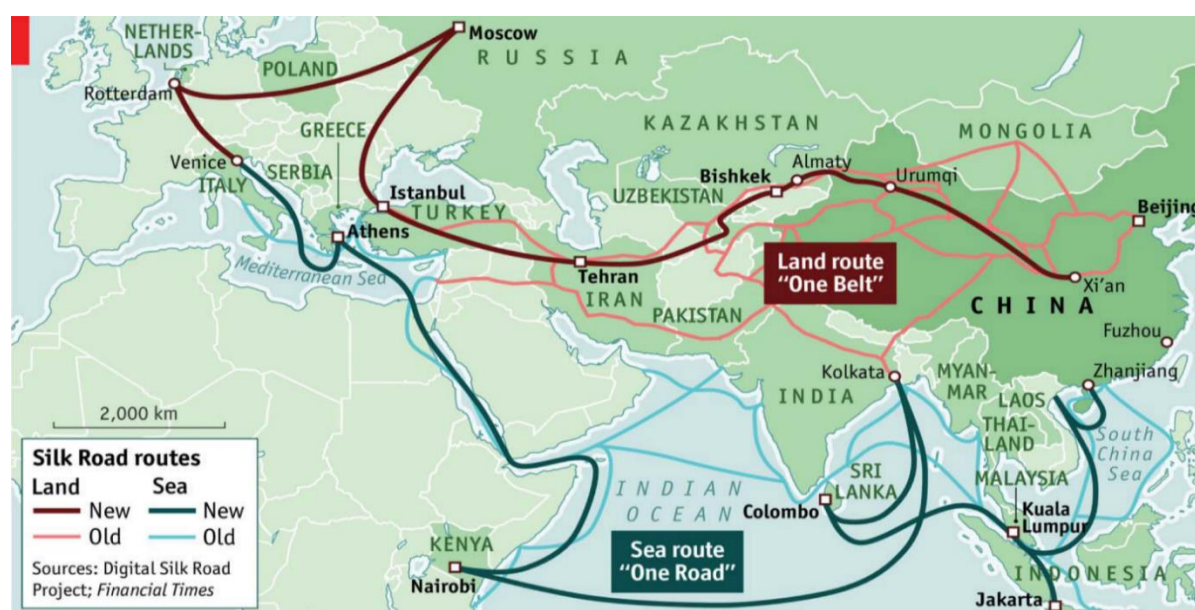 NETHER-
LANDS
Moscow
RUSSIA
POLAND
Rotterdam
GREECE
KAZAKHSTAN
MONGOLIA
Venice
ITALY
SERBIA
Bishkek
Almaty
Urumqi
Istanbul
UZBEKISTAN
TURKEY
Beijing
Athens
Mediterranean Sea
Tehran
Land route
"One Belt"
IRAN
Xi'an
CHINA
PAKISTAN
Fuzhou
Kolkata
MYAN-
MAR
Zhanjiang
INDIA
LAOS
THAI-
LAND
South
China
Sea
2,000 km
Silk Road routes
Land Sea
New New
Old Old
Sources: Digital Silk Road
Project; Financial Times
SRI
LANKA
MALAYSIA
INDIAN
OCEAN
Colombo
Kuala
Lumpur
KENYA
Sea route
"One Road"
Nairobi
INDONESIA
Jakarta